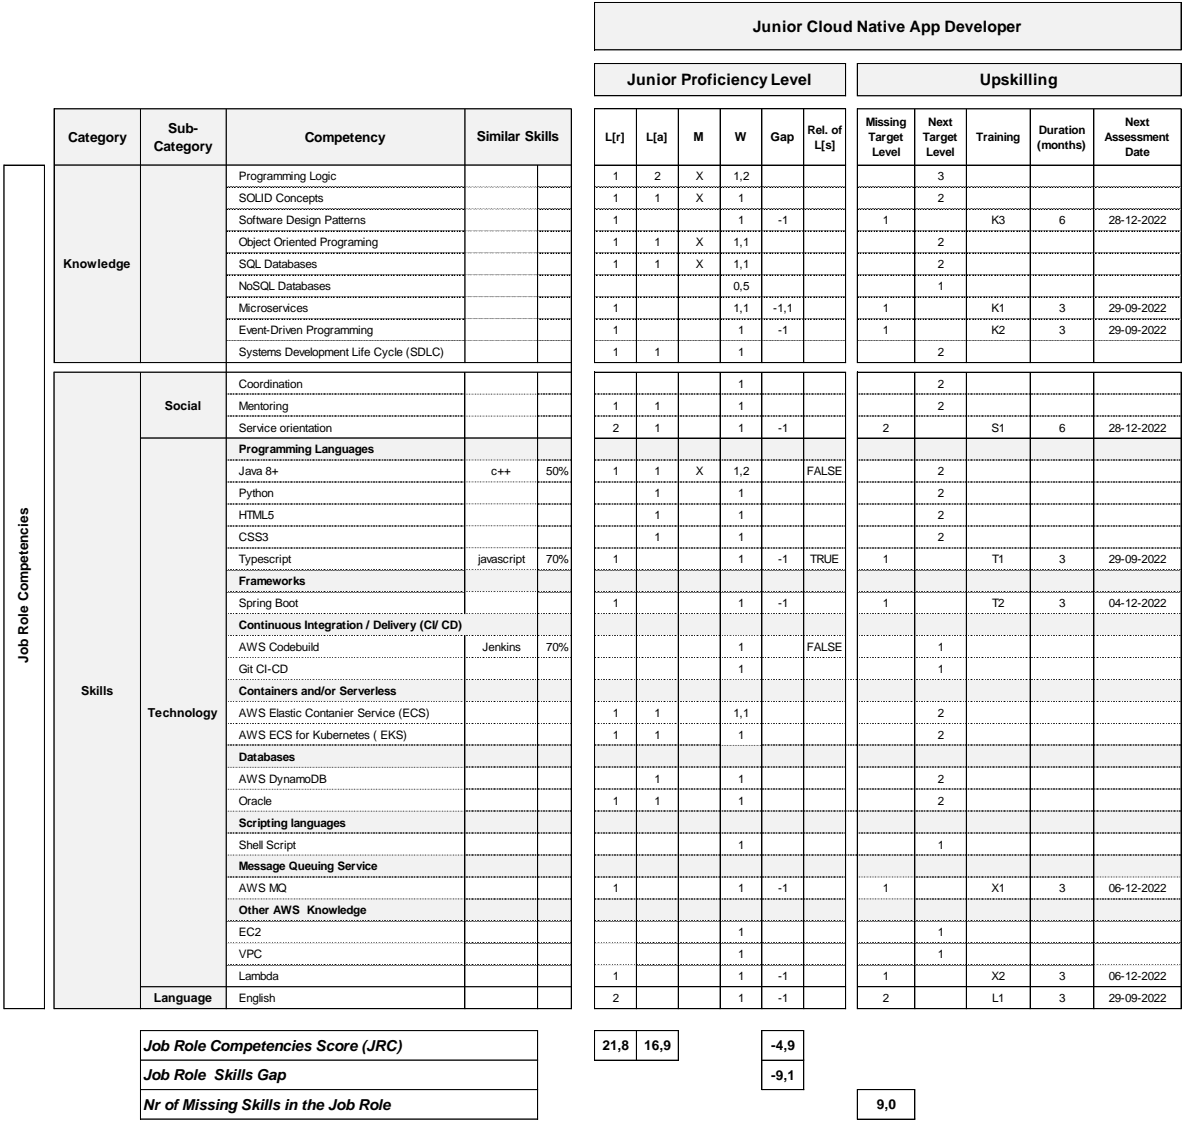 Junior Cloud Native App Developer
Junior Proficiency Level Upskilling
Category Sub-Category Competency Similar Skills L[r] L[a] M W Gap Rel. of L[s] Missing Target Level Next Target Level Training Duration (months) Next Assessment Date
Job Role Competencies
Knowledge
Programming Logic 1 2 X 1,2 3
SOLID Concepts 1 1 X 1 2
Software Design Patterns 1 1 -1 1 K3 6 28-12-2022
Object Oriented Programing 1 1 X 1,1 2
SQL Databases 1 1 X 1,1 2
NoSQL Databases 0,5 1
Microservices 1 1,1 -1,1 1 K1 3 29-09-2022
Event-Driven Programming 1 1 -1 1 K2 3 29-09-2022
Systems Development Life Cycle (SDLC) 1 1 1 2
Skills
Social
Coordination 1 2
Mentoring 1 1 1 2
Service orientation 2 1 1 -1 2 S1 6 28-12-2022
Technology
Programming Languages
Java 8+ c++ 50% 1 1 X 1,2 FALSE 2
Python 1 1 2
HTML5 1 1 2
CSS3 1 1 2
Typescript javascript 70% 1 1 -1 TRUE 1 T1 3 29-09-2022
Frameworks
Spring Boot 1 1 -1 1 T2 3 04-12-2022
Continuous Integration / Delivery (CI/ CD)
AWS Codebuild Jenkins 70% 1 FALSE 1
Git CI-CD 1 1
Containers and/or Serverless
AWS Elastic Contanier Service (ECS) 1 1 1,1 2
AWS ECS for Kubernetes ( EKS) 1 1 1 2
Databases
AWS DynamoDB 1 1 2
Oracle 1 1 1 2
Scripting languages
Shell Script 1 1
Message Queuing Service
AWS MQ 1 1 -1 1 X1 3 06-12-2022
Other AWS Knowledge
EC2 1 1
VPC 1 1
Lambda 1 1 -1 1 X2 3 06-12-2022
Language English 2 1 -1 2 L1 3 29-09-2022
Job Role Competencies Score (JRC) 21,8 16,9 -4,9
Job Role Skills Gap -9,1
Nr of Missing Skills in the Job Role 9,0